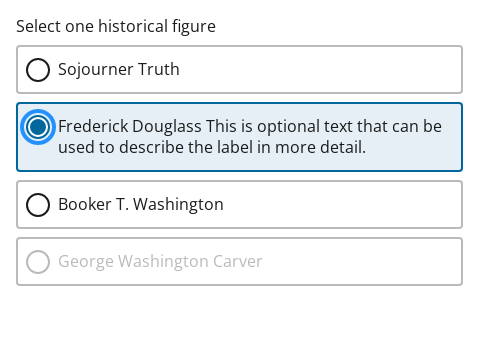 Select one historical figure
Sojourner Truth
Frederick Douglass This is optional text that can be
used to describe the label in more detail.
Booker T. Washington
George Washington Carver